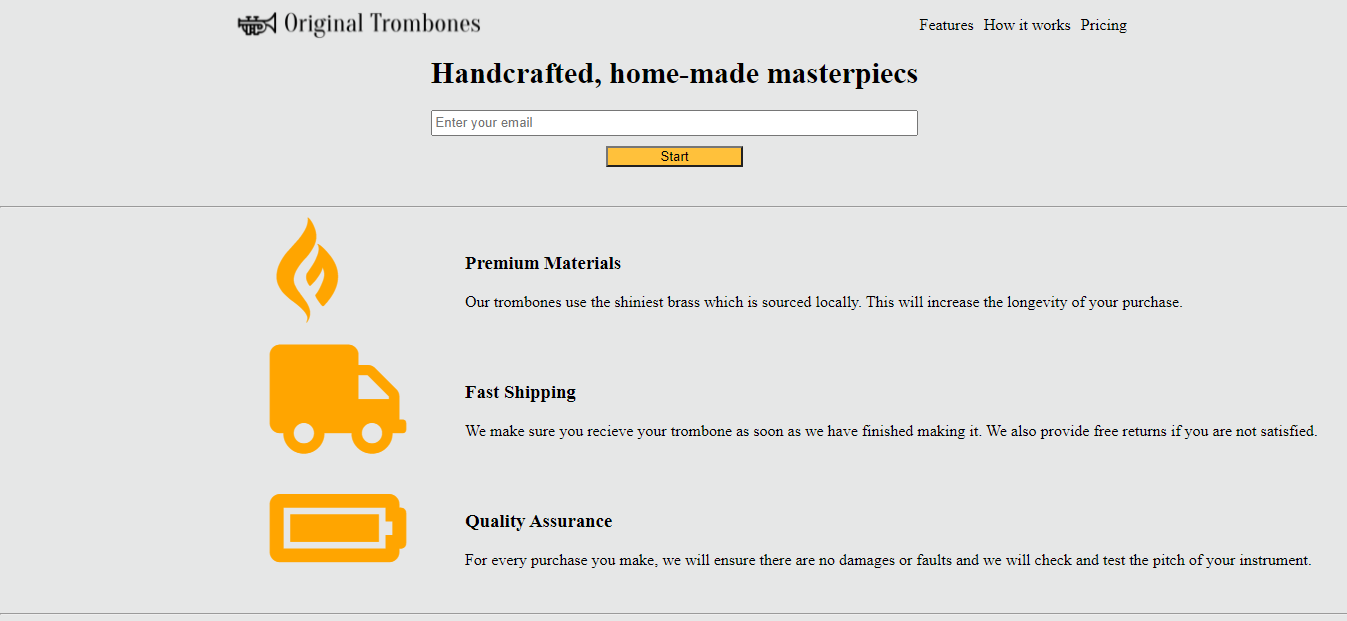 Original Trombones
Features How it works Pricing
Handcrafted, home-made masterpiecs
Enter your email
Start
Premium Materials
Our trombones use the shiniest brass which is sourced locally. This will increase the longevity of your purchase.
Fast Shipping
We make sure you recieve your trombone as soon as we have finished making it. We also provide free returns if you are not satisfied.
Quality Assurance
For every purchase you make, we will ensure there are no damages or faults and we will check and test the pitch of your instrument.